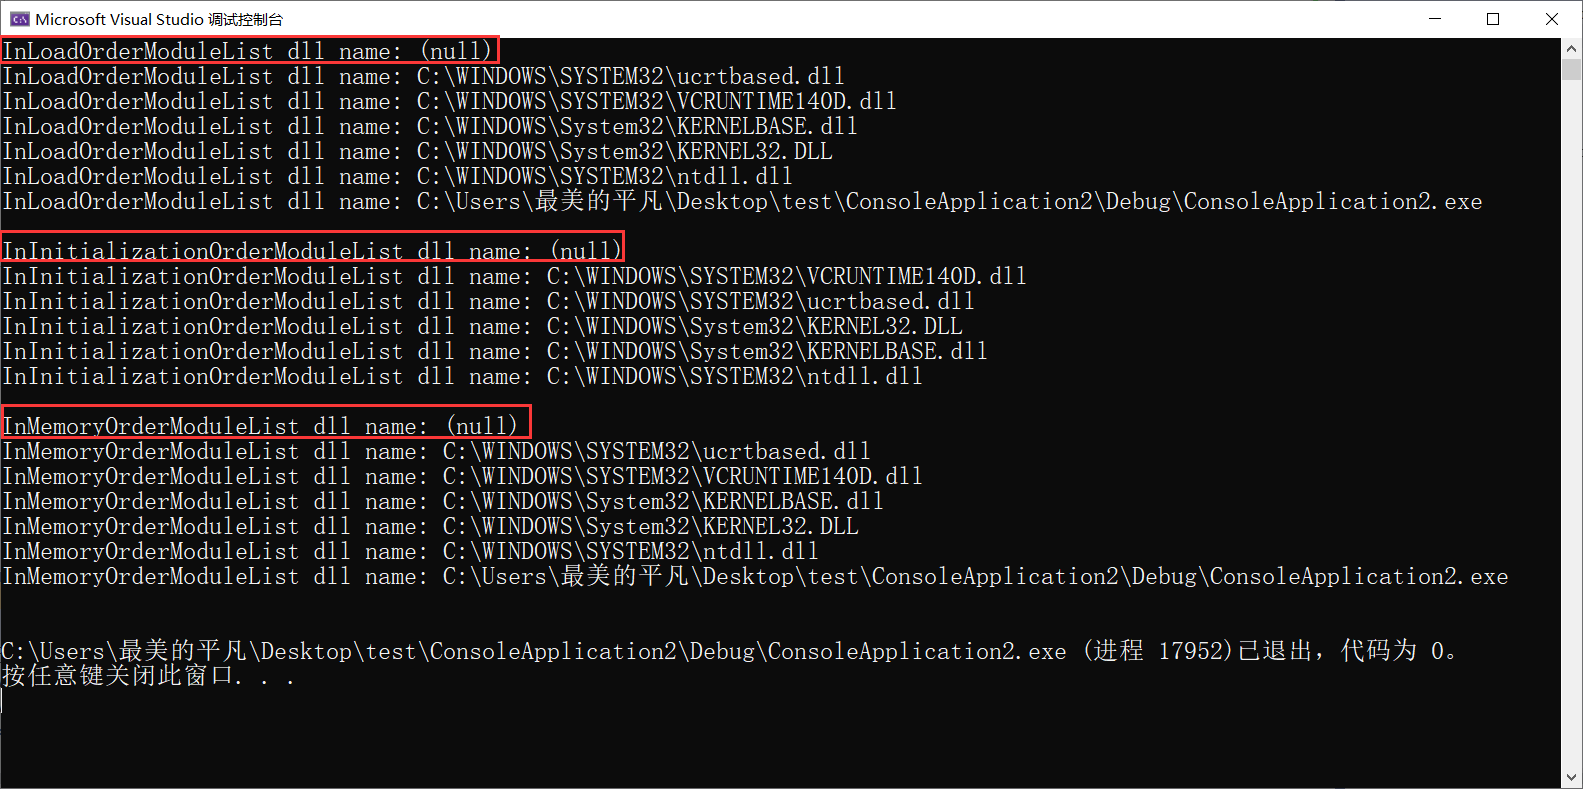 Microsoft Visual Studio 调试控制台
InLoadOrderModuleList dll name: (null)
InLoadOrderModuleList dll name: C:\WINDOWS\SYSTEM32\ucrtbased.dll
InLoadOrderModuleList dll name: C:\WINDOWS\SYSTEM32\VCRUNTIME140D.dll
InLoadOrderModuleList dll name: C:\WINDOWS\System32\KERNELBASE.dll
InLoadOrderModuleList dll name: C:\WINDOWS\System32\KERNEL32.DLL
InLoadOrderModuleList dll name: C:\WINDOWS\SYSTEM32\ntdll.dll
InLoadOrderModuleList dll name: C:\Users\最美的平凡\Desktop\test\ConsoleApplication2\Debug\ConsoleApplication2.exe
InInitializationOrderModuleList dll name: (null)
InInitializationOrderModuleList dll name: C:\WINDOWS\SYSTEM32\VCRUNTIME140D.dll
InInitializationOrderModuleList dll name: C:\WINDOWS\SYSTEM32\ucrtbased.dll
InInitializationOrderModuleList dll name: C:\WINDOWS\System32\KERNEL32.DLL
InInitializationOrderModuleList dll name: C:\WINDOWS\System32\KERNELBASE.dll
InInitializationOrderModuleList dll name: C:\WINDOWS\SYSTEM32\ntdll.dll
InMemoryOrderModuleList dll name: (null)
InMemoryOrderModuleList dll name: C:\WINDOWS\SYSTEM32\ucrtbased.dll
InMemoryOrderModuleList dll name: C:\WINDOWS\SYSTEM32\VCRUNTIME140D.dll
InMemoryOrderModuleList dll name: C:\WINDOWS\System32\KERNELBASE.dll
InMemoryOrderModuleList dll name: C:\WINDOWS\System32\KERNEL32.DLL
InMemoryOrderModuleList dll name: C:\WINDOWS\SYSTEM32\ntdll.dll
InMemoryOrderModuleList dll name: C:\Users\最美的平凡\Desktop\test\ConsoleApplication2\Debug\ConsoleApplication2.exe
C:\Users\最美的平凡\Desktop\test\ConsoleApplication2\Debug\ConsoleApplication2.exe (进程 17952)已退出，代码为 0。
按任意键关闭此窗口. . .